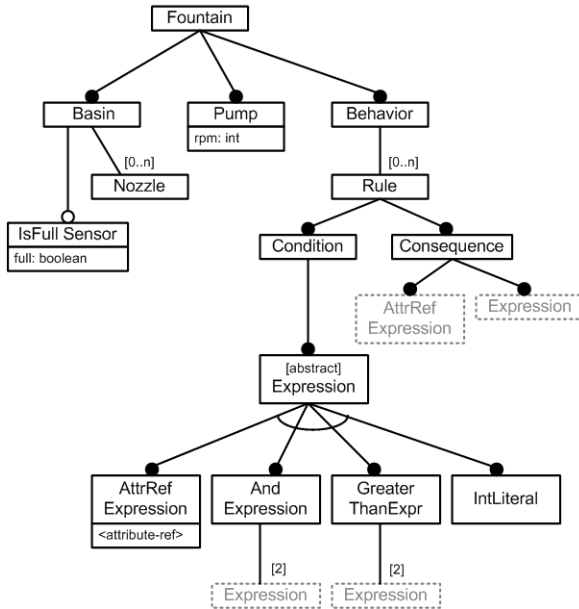 Fountain
Basin
Pump
rpm: int
Behavior
[0..n]
Nozzle
[0..n]
Rule
IsFull Sensor
full: boolean
Condition
Consequence
AttrRef
Expression
Expression
[abstract]
Expression
AttrRef
Expression
<attribute-ref>
And
Expression
Greater
ThanExpr
IntLiteral
[2]
Expression
[2]
Expression